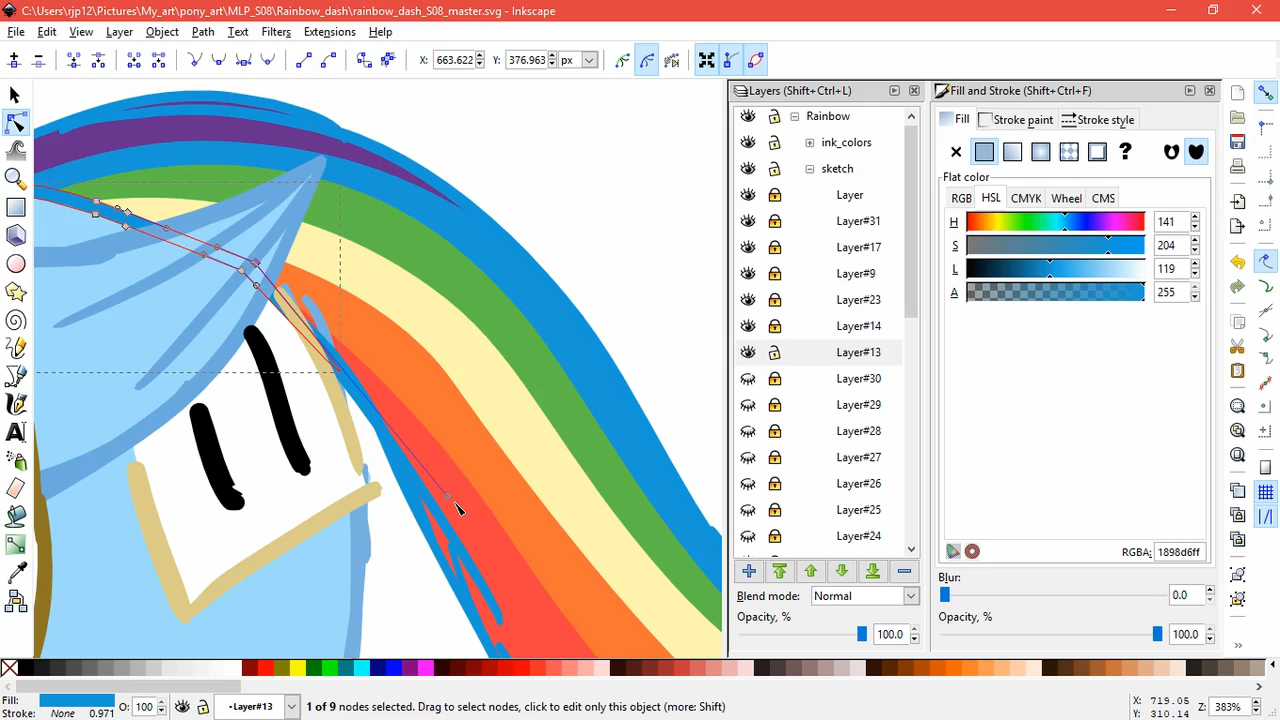 C:\Users\rjp12\Pictures\My_art\pony_art\MLP_S08\Rainbow_dash\rainbow_dash_S08_master.svg - Inkscape
File Edit View Layer Object Path Text Filters Extensions Help
X: 663.622 Y: 376.963 px
Layers (Shift+Ctrl+L)
Rainbow
ink_colors
sketch
Layer
Layer#31
Layer#17
Layer#9
Layer#23
Layer#14
Layer#13
Layer#30
Layer#29
Layer#28
Layer#27
Layer#26
Layer#25
Layer#24
Blend mode: Normal
Opacity, %
100.0
Fill and Stroke (Shift+Ctrl+F)
Fill Stroke paint Stroke style
?
Flat color
RGB HSL CMYK Wheel CMS
H 141
S 204
L 119
A 255
RGBA: 1898d6ff
Blur:
0.0
Opacity, %
100.0
Fill:
Stroke: None 0.971
O: 100
·Layer#13
1 of 9 nodes selected. Drag to select nodes, click to edit only this object (more: Shift)
X: 719.05
Y: 310.14
Z: 383%